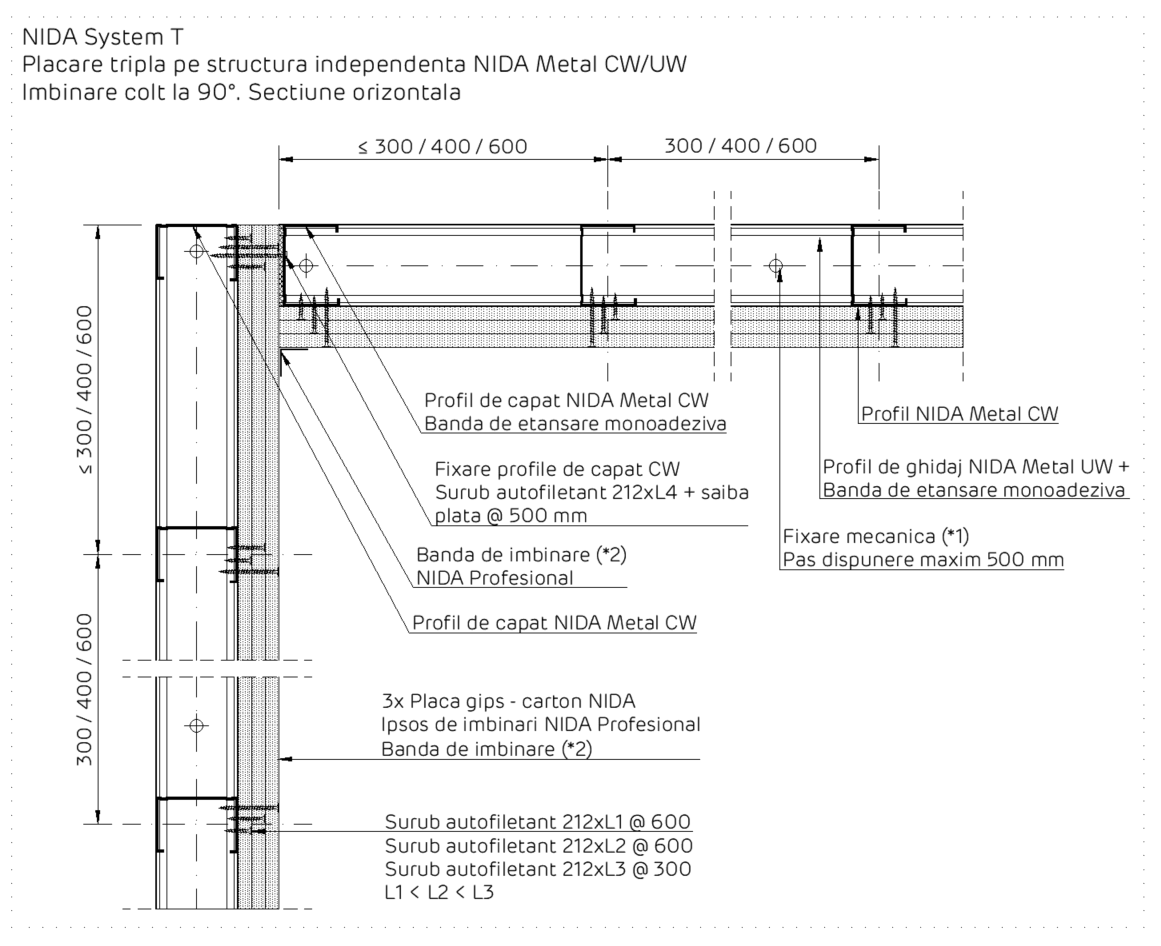 NIDA System T
Placare tripla pe structura independenta NIDA Metal CW/UW
Imbinare colt la 90°. Sectiune orizontala
≤ 300 / 400 / 600
300 / 400 / 600
≤ 300 / 400 / 600
300 / 400 / 600
Profil de capat NIDA Metal CW
Banda de etansare monoadeziva
Profil NIDA Metal CW
Fixare profile de capat CW
Surub autofiletant 212xL4 + saiba
plata @ 500 mm
Profil de ghidaj NIDA Metal UW +
Banda de etansare monoadeziva
Fixare mecanica (*1)
Pas dispunere maxim 500 mm
Banda de imbinare (*2)
NIDA Profesional
Profil de capat NIDA Metal CW
3x Placa gips - carton NIDA
Ipsos de imbinari NIDA Profesional
Banda de imbinare (*2)
Surub autofiletant 212xL1 @ 600
Surub autofiletant 212xL2 @ 600
Surub autofiletant 212xL3 @ 300
L1 < L2 < L3